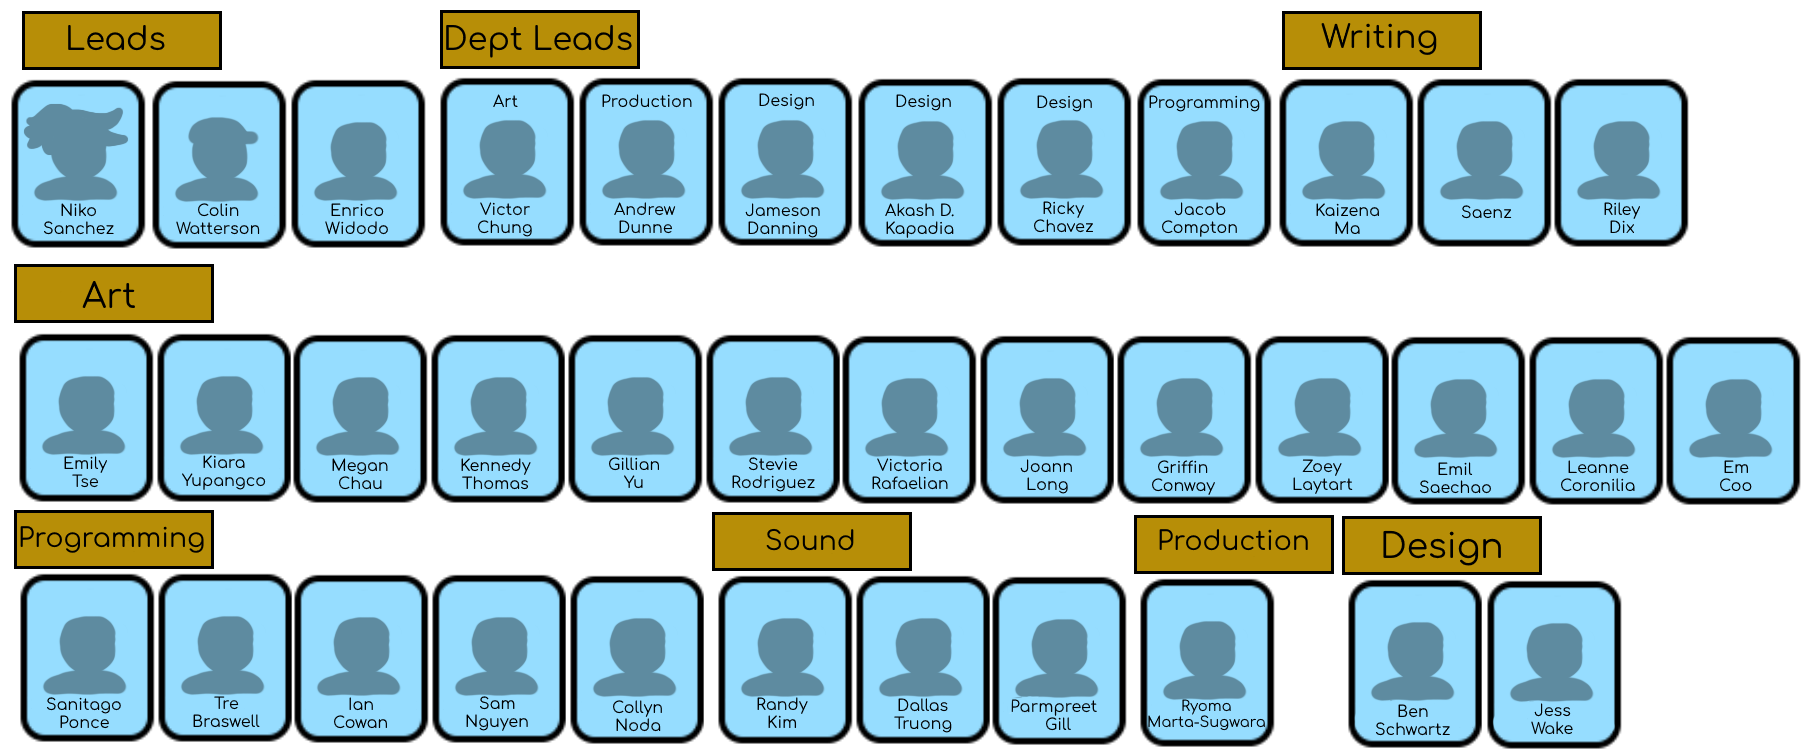 Leads
Dept Leads
Writing
Niko
Sanchez
Colin
Watterson
Enrico
Widodo
Art
Victor
Chung
Production
Andrew
Dunne
Design
Jameson
Danning
Design
Akash D.
Kapadia
Design
Ricky
Chavez
Programming
Jacob
Compton
Kaizena
Ma
Saenz
Riley
Dix
Art
Emily
Tse
Kiara
Yupangco
Megan
Chau
Kennedy
Thomas
Gillian
Yu
Stevie
Rodriguez
Victoria
Rafaelian
Joann
Long
Griffin
Conway
Zoey
Laytart
Emil
Saechao
Leanne
Coronilia
Em
Coo
Programming
Sound
Production
Design
Sanitago
Ponce
Tre
Braswell
Ian
Cowan
Sam
Nguyen
Collyn
Noda
Randy
Kim
Dallas
Truong
Parmpreet
Gill
Ryoma
Marta-Sugwara
Ben
Schwartz
Jess
Wake